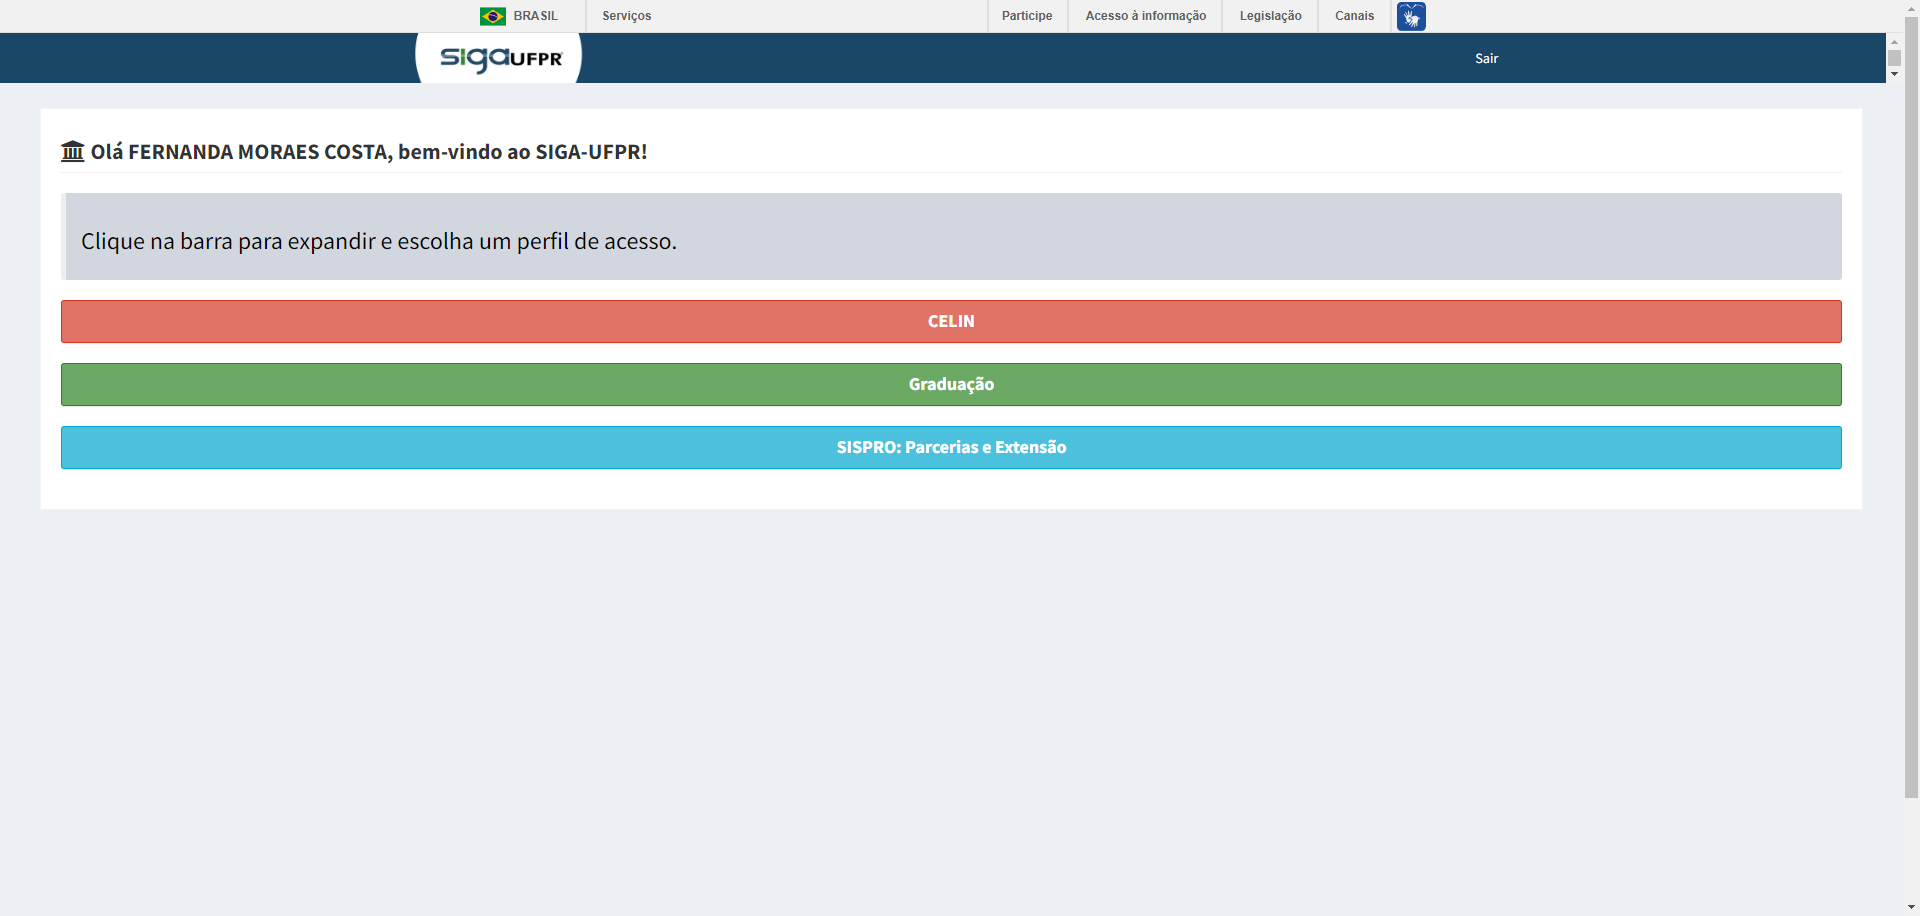 BRASIL
Serviços
Participe
Acesso à informação
Legislação
Canais
sigaUFPR
Sair
Olá FERNANDA MORAES COSTA, bem-vindo ao SIGA-UFPR!
Clique na barra para expandir e escolha um perfil de acesso.
CELIN
Graduação
SISPRO: Parcerias e Extensão